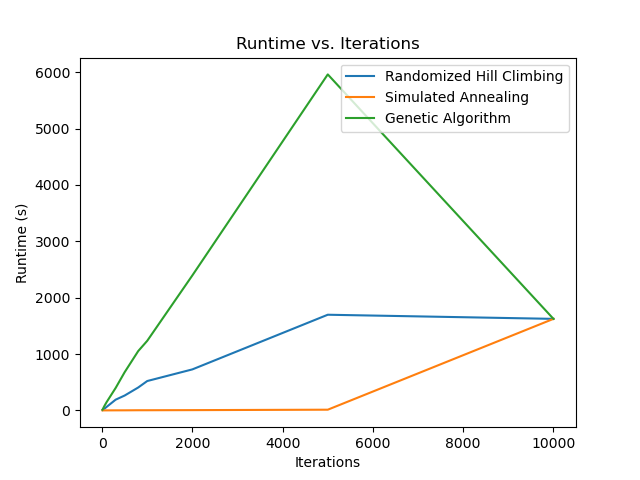 Runtime vs. Iterations
Randomized Hill Climbing
Simulated Annealing
Genetic Algorithm
Runtime (s)
6000
5000
4000
3000
2000
1000
0
0 2000 4000 6000 8000 10000
Iterations